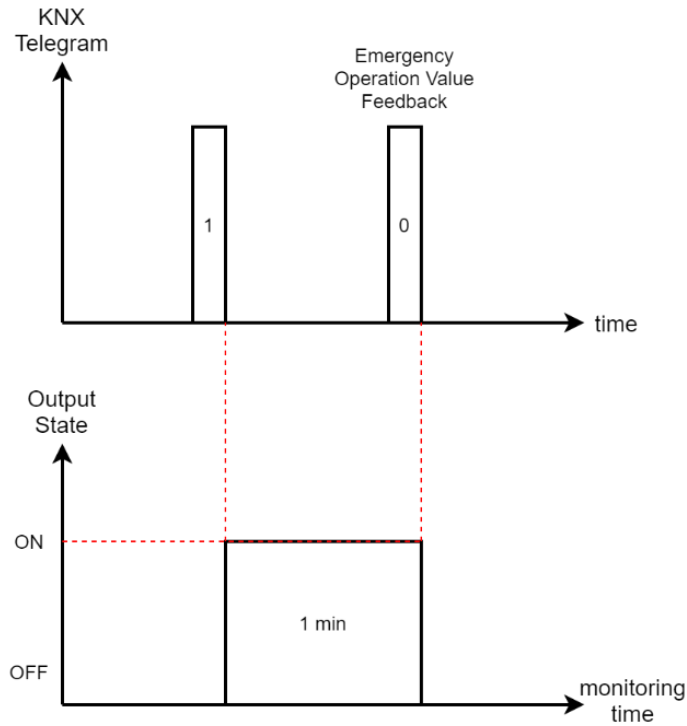 KNX
Telegram
Emergency
Operation Value
Feedback
1
0
time
Output
State
ON
1 min
OFF
monitoring
time